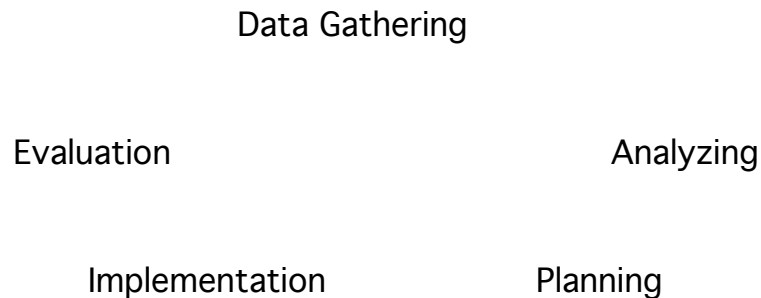 Data Gathering
Evaluation Analyzing
Implementation Planning